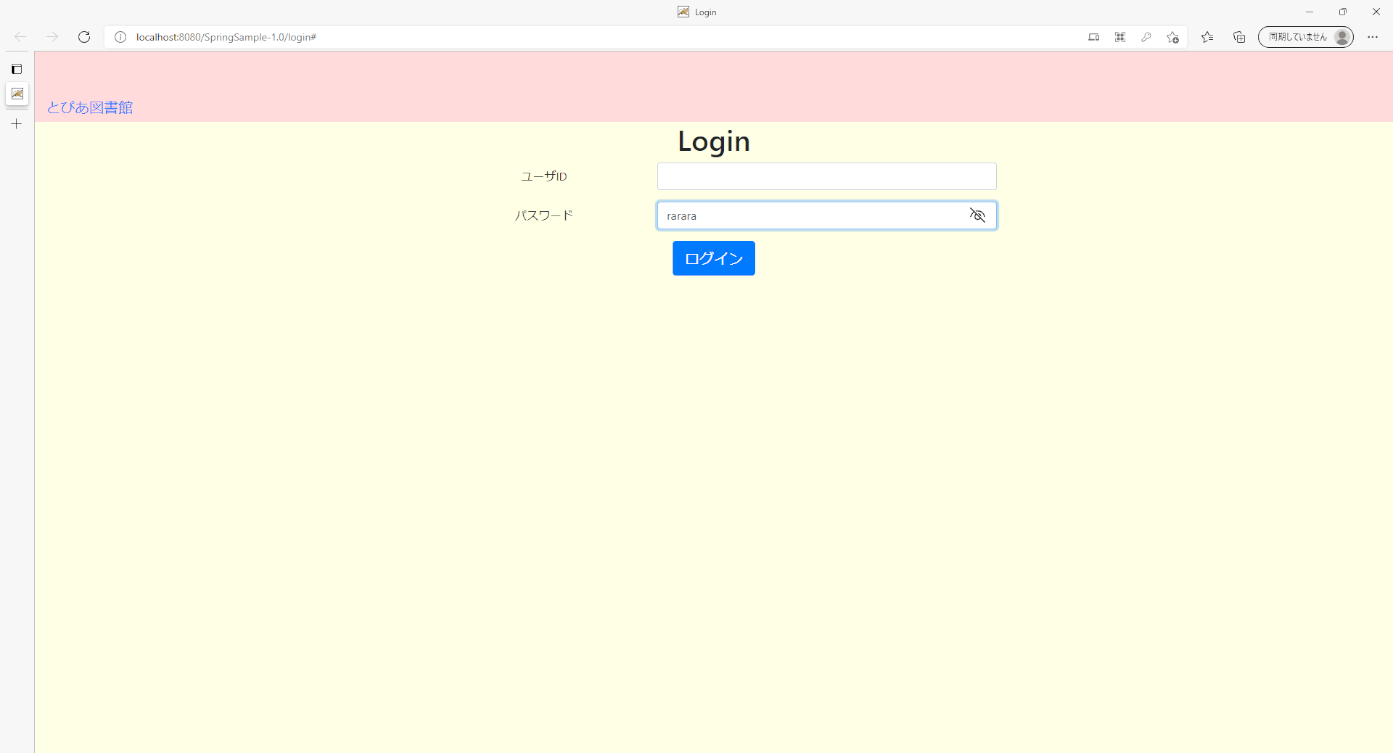 Login
localhost:8080/SpringSample-1.0/login#
同期していません
とぴあ図書館
Login
ユーザID
パスワード
rarara
ログイン